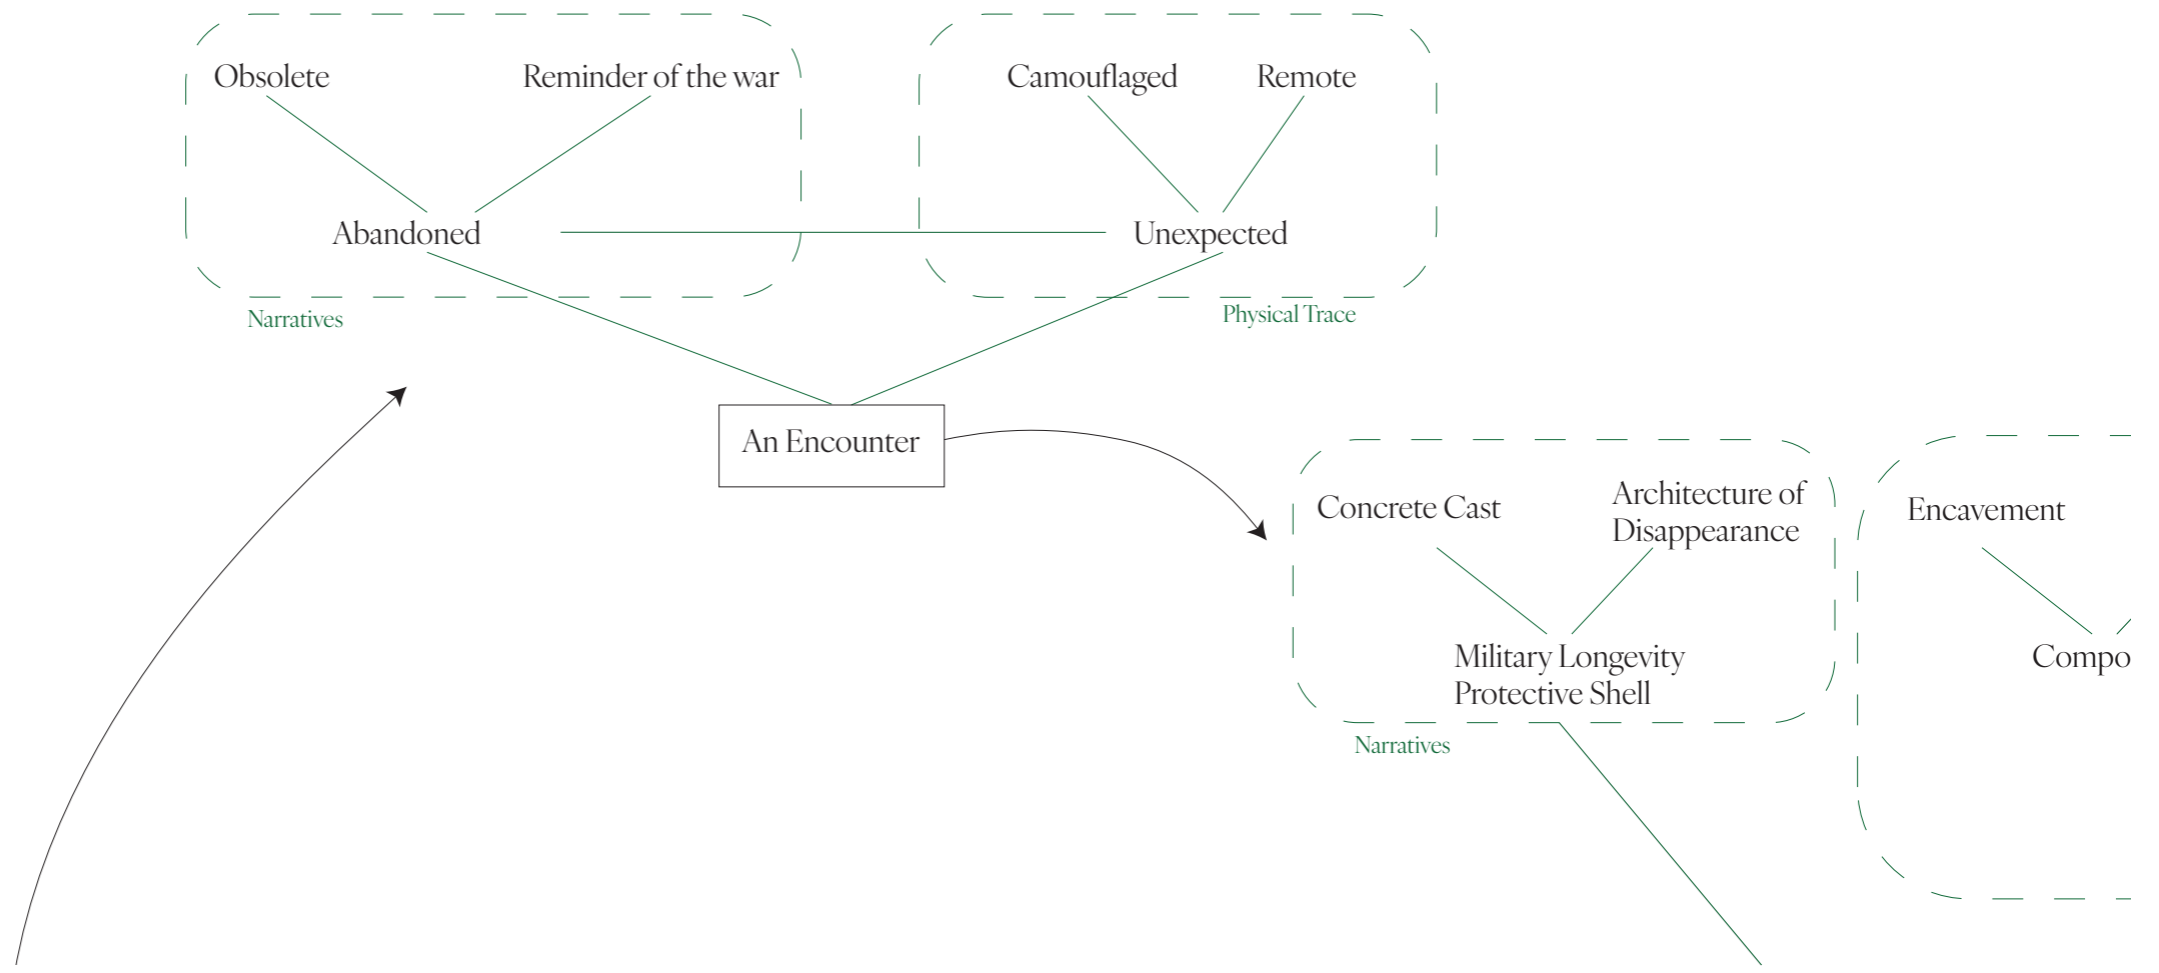 Obsolete
Reminder of the war
Camouflaged
Remote
Abandoned
Unexpected
Narratives
Physical Trace
An Encounter
Concrete Cast
Architecture of
Disappearance
Encavement
Military Longevity
Protective Shell
Compo
Narratives